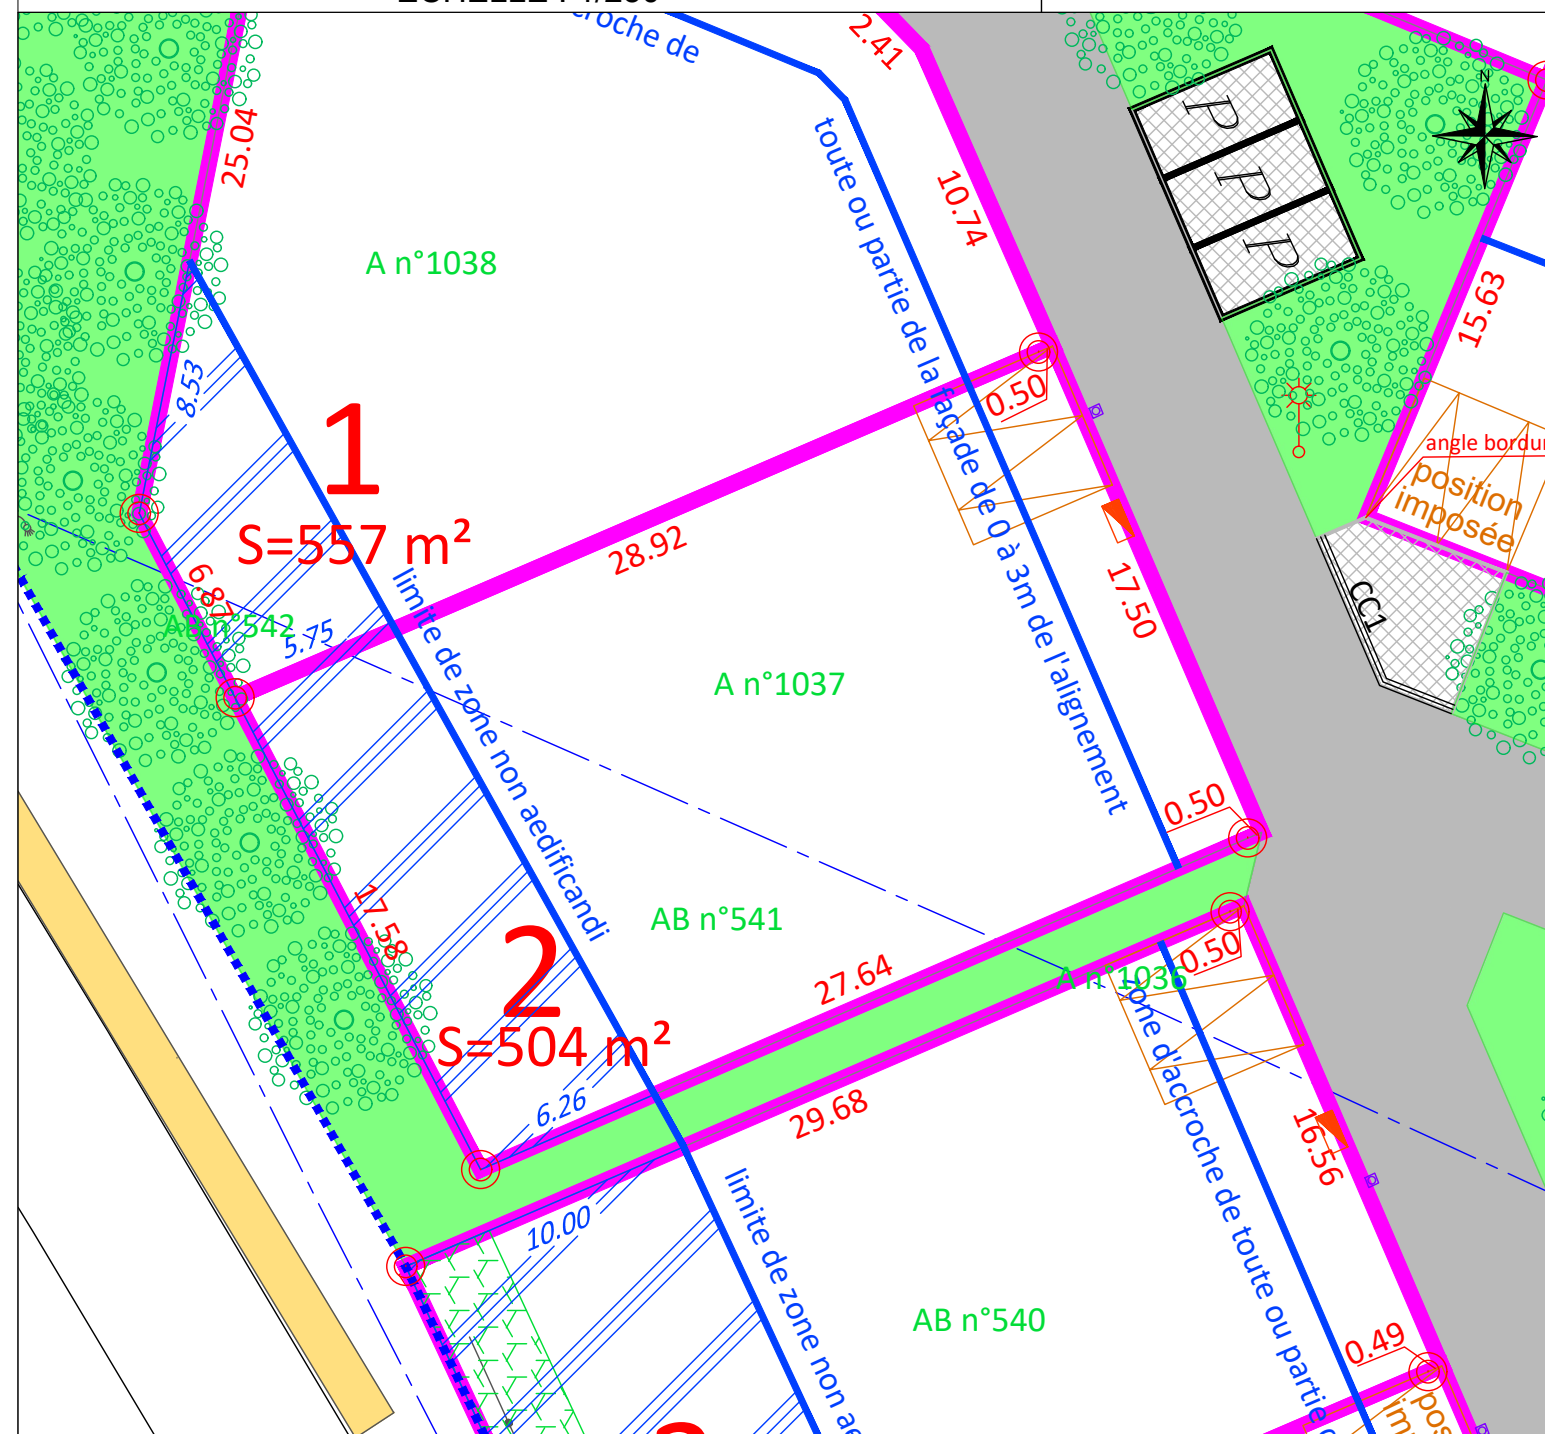 croche de
2.41
N
25.04
toute ou partie de la façade de 0 à 3m de l'alignement
10.74
P
P
P
A n°1038
15.63
8.53
0.50
1
angle bordur
position
imposée
S=557 m²
28.92
17.50
CC1
6.87
AB n°542
5.75
limite de zone non aedificandi
A n°1037
0.50
17.58
AB n°541
2
27.64
0.50
A n°1036
S=504 m²
zone d'accroche de toute ou partie
6.26
29.68
16.56
10.00
limite de zone non ae
AB n°540
0.49
pos
im